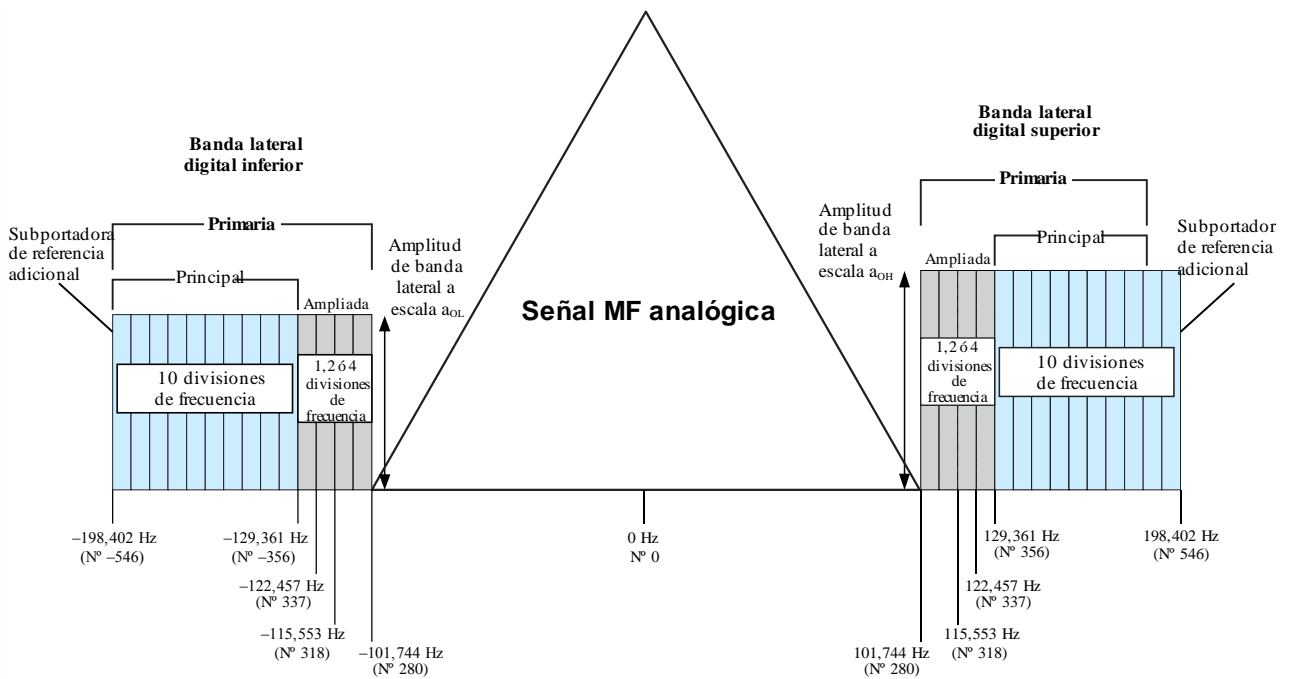 Banda lateral
digital inferior
Primaria
Subportadora
de referencia
adicional
Principal
Ampliada
10 divisiones
de frecuencia
1,2 ó 4
divisiones
de
frecuencia
Amplitud
de banda
lateral a
escala aOL
Señal MF analógica
Amplitud
de banda
lateral a
escala aOH
Banda lateral
digital superior
Primaria
Principal
Ampliada
Subportador
de referencia
adicional
1,2 ó 4
divisiones
de
frecuencia
10 divisiones
de frecuencia
–198,402 Hz
(Nº –546)
–129,361 Hz
(Nº –356)
–122,457 Hz
(Nº 337)
–115,553 Hz
(Nº 318)
–101,744 Hz
(Nº 280)
0 Hz
Nº 0
101,744 Hz
(Nº 280)
115,553 Hz
(Nº 318)
122,457 Hz
(Nº 337)
129,361 Hz
(Nº 356)
198,402 Hz
(Nº 546)